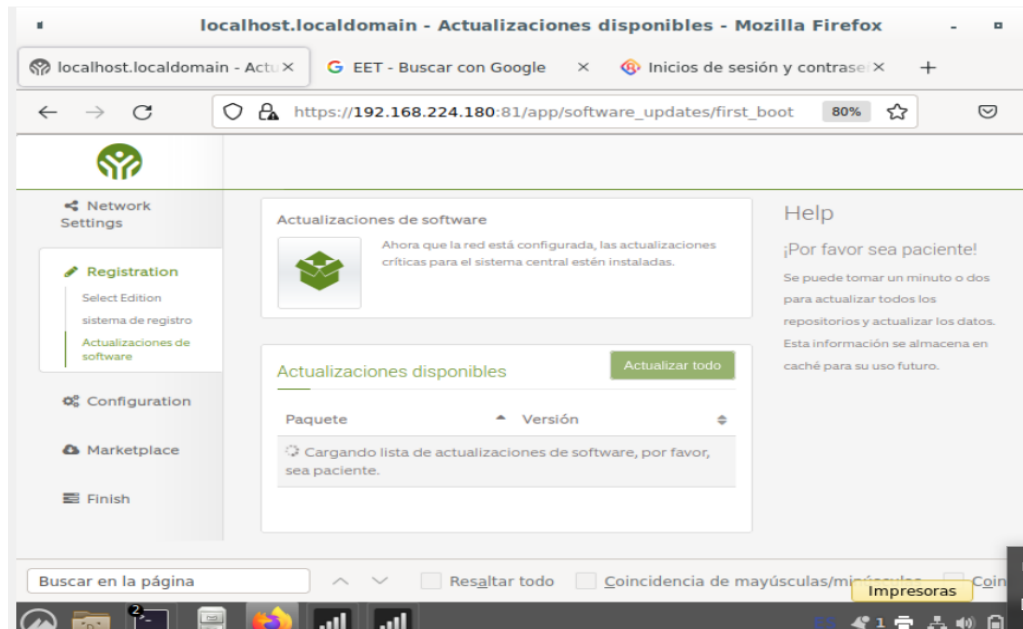 localhost.localdomain - Actualizaciones disponibles - Mozilla Firefox
localhost.localdomain - Actu
EET - Buscar con Google
Inicios de sesión y contrase
https://192.168.224.180:81/app/software_updates/first_boot
80%
Network Settings
Registration
Select Edition
sistema de registro
Actualizaciones de
software
Configuration
Marketplace
Finish
Actualizaciones de software
Ahora que la red está configurada, las actualizaciones
críticas para el sistema central estén instaladas.
Actualizaciones disponibles
Actualizar todo
Paquete
Versión
Cargando lista de actualizaciones de software, por favor,
sea paciente.
Help
¡Por favor sea paciente!
Se puede tomar un minuto o dos
para actualizar todos los
repositorios y actualizar los datos.
Esta información se almacena en
caché para su uso futuro.
Buscar en la página
Resaltar todo
Coincidencia de mayúsculas/minúsculas
Coin
Impresoras
2
ES
1